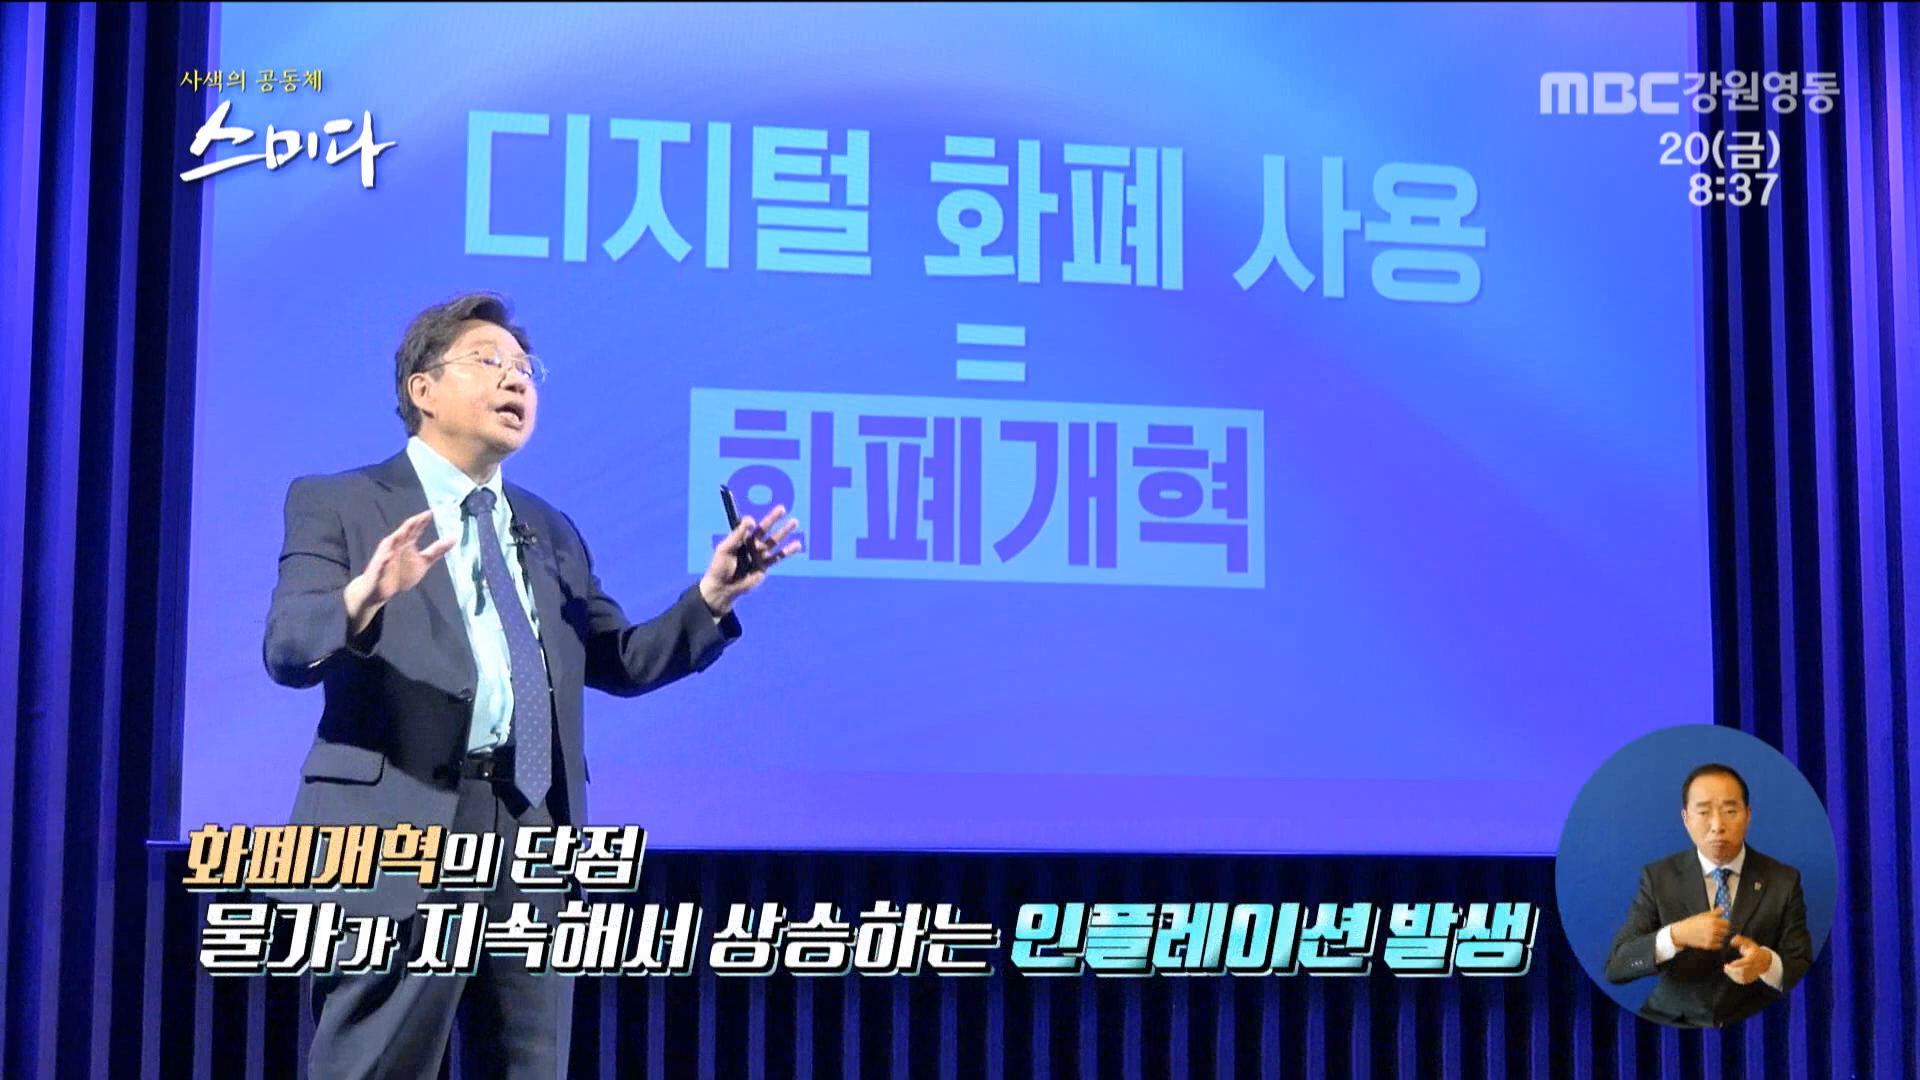 사색의 공동체
스미다
MBC강원영동
20(금)
8:37
디지털 화폐 사용
=
화폐개혁
화폐개혁의 단점
물가가 지속해서 상승하는 인플레이션 발생